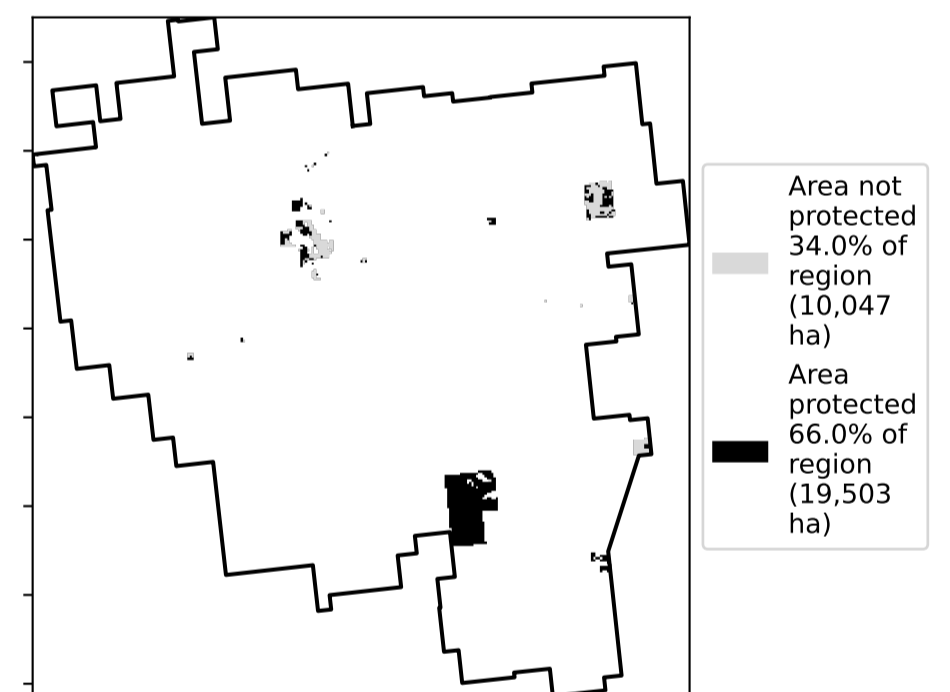 Area not
protected
34.0% of
region
(10,047
ha)
Area
protected
66.0% of
region
(19,503
ha)